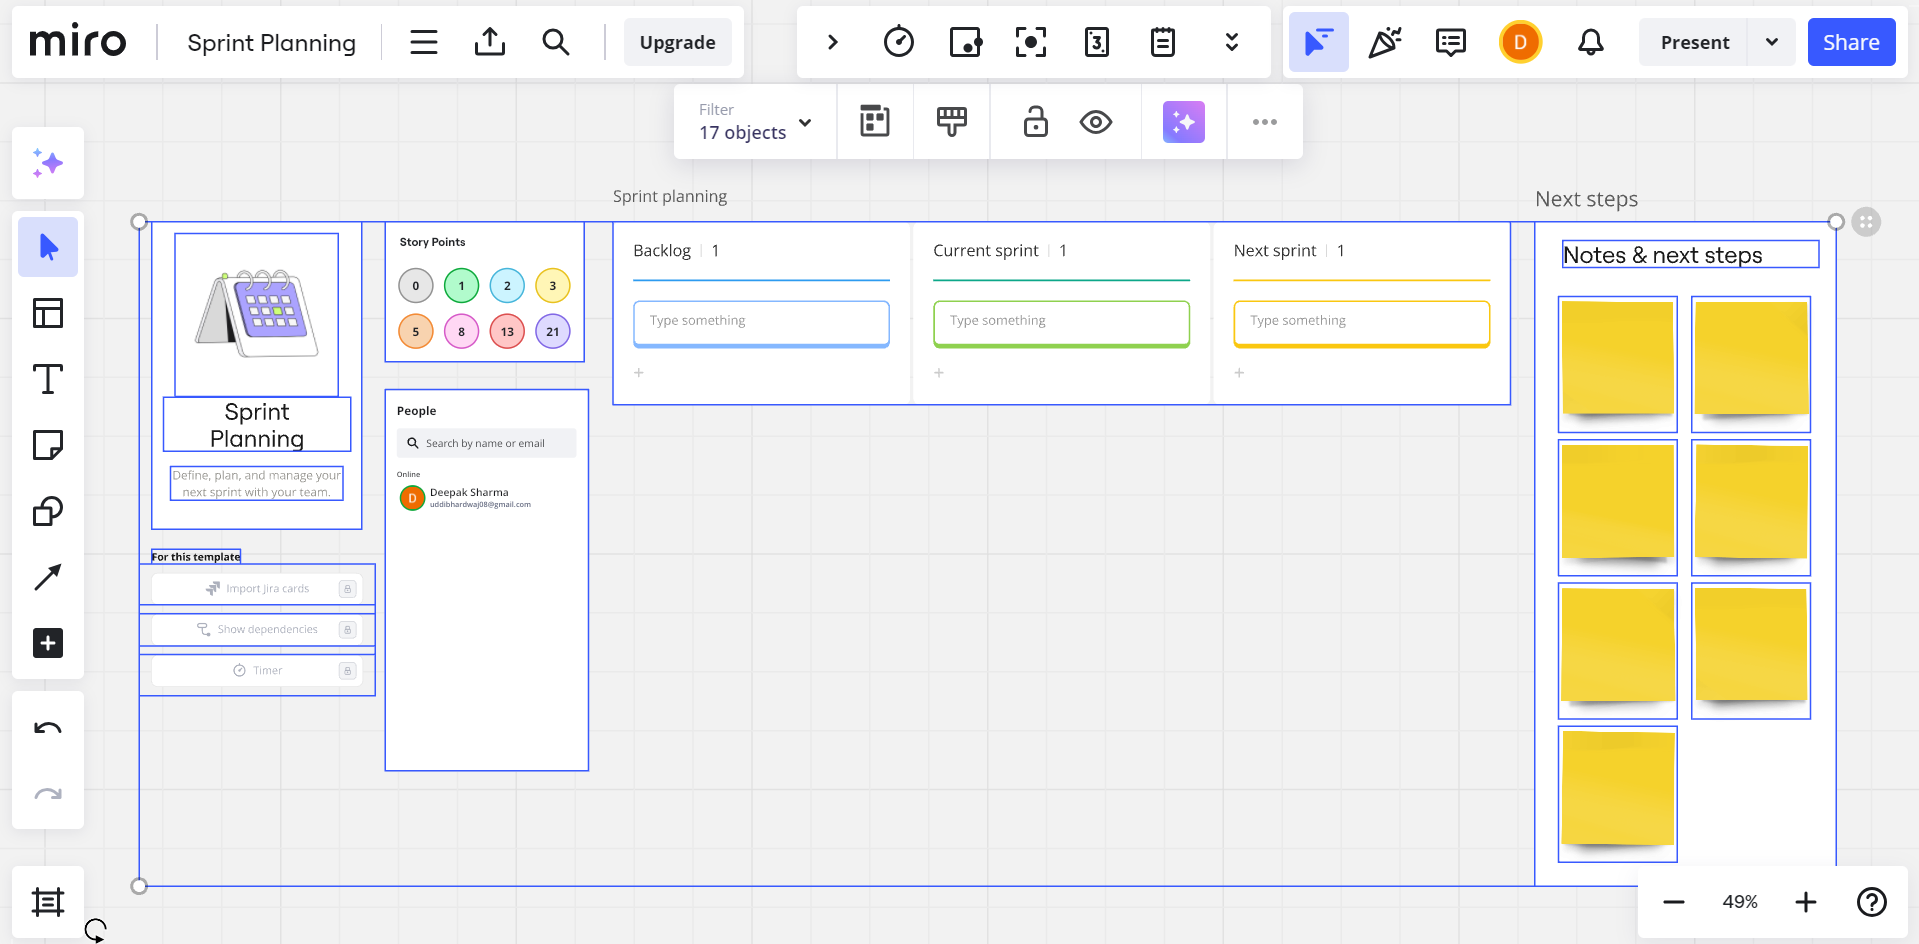 miro
Sprint Planning
Upgrade
3
D
Present
Share
Filter
17 objects
Sprint planning
Next steps
Story Points
0 1 2 3
5 8 13 21
Sprint
Planning
Define, plan, and manage your
next sprint with your team.
For this template
Import Jira cards
Show dependencies
Timer
People
Search by name or email
Online
D
Deepak Sharma
uddibhardwaj08@gmail.com
Backlog 1
Type something
+
Current sprint 1
Type something
+
Next sprint 1
Type something
+
Notes & next steps
49%